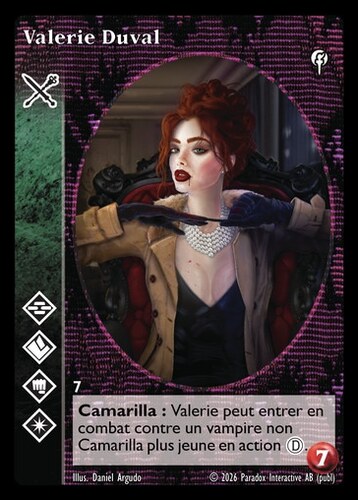 Valerie Duval
7
Camarilla : Valerie peut entrer en
combat contre un vampire non
Camarilla plus jeune en action Ⓓ.
7
Illus. Daniel Argudo © 2026 Paradox Interactive AB (publ)